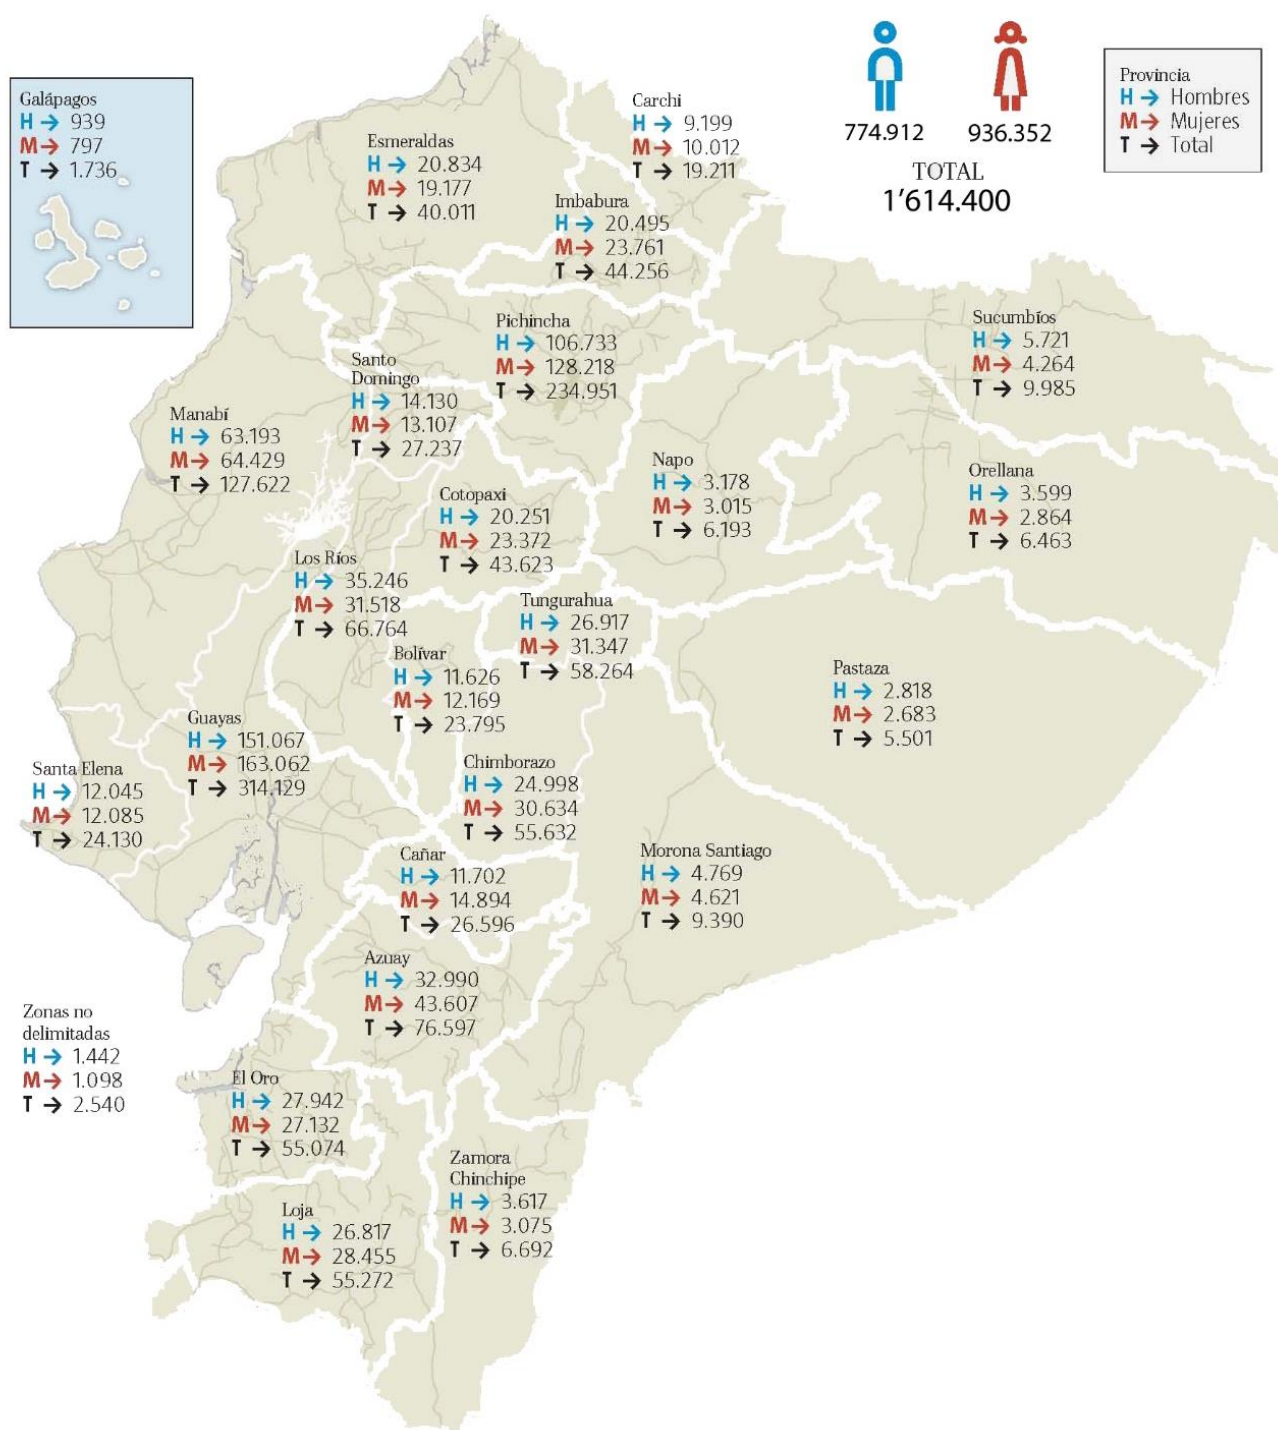 Galápagos
H → 939
M → 797
T → 1.736
Esmeraldas
H → 20.834
M → 19.177
T → 40.011
Carchi
H → 9.199
M → 10.012
T → 19.211
774.912 936.352
TOTAL
1'614.400
Provincia
H → Hombres
M → Mujeres
T → Total
Imbabura
H → 20.495
M → 23.761
T → 44.256
Pichincha
H → 106.733
M → 128.218
T → 234.951
Sucumbíos
H → 5.721
M → 4.264
T → 9.985
Santo
Domingo
H → 14.130
M → 13.107
T → 27.237
Manabí
H → 63.193
M → 64.429
T → 127.622
Napo
H → 3.178
M → 3.015
T → 6.193
Orellana
H → 3.599
M → 2.864
T → 6.463
Cotopaxi
H → 20.251
M → 23.372
T → 43.623
Los Ríos
H → 35.246
M → 31.518
T → 66.764
Tungurahua
H → 26.917
M → 31.347
T → 58.264
Bolívar
H → 11.626
M → 12.169
T → 23.795
Pastaza
H → 2.818
M → 2.683
T → 5.501
Guayas
H → 151.067
M → 163.062
T → 314.129
Santa Elena
H → 12.045
M → 12.085
T → 24.130
Chimborazo
H → 24.998
M → 30.634
T → 55.632
Cañar
H → 11.702
M → 14.894
T → 26.596
Morona Santiago
H → 4.769
M → 4.621
T → 9.390
Azuay
H → 32.990
M → 43.607
T → 76.597
Zonas no
delimitadas
H → 1.442
M → 1.098
T → 2.540
El Oro
H → 27.942
M → 27.132
T → 55.074
Zamora
Chinchipe
H → 3.617
M → 3.075
T → 6.692
Loja
H → 26.817
M → 28.455
T → 55.272